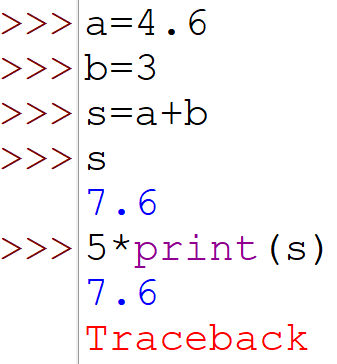 >>> a=4.6
>>> b=3
>>> s=a+b
>>> s
7.6
>>> 5*print(s)
7.6
Traceback